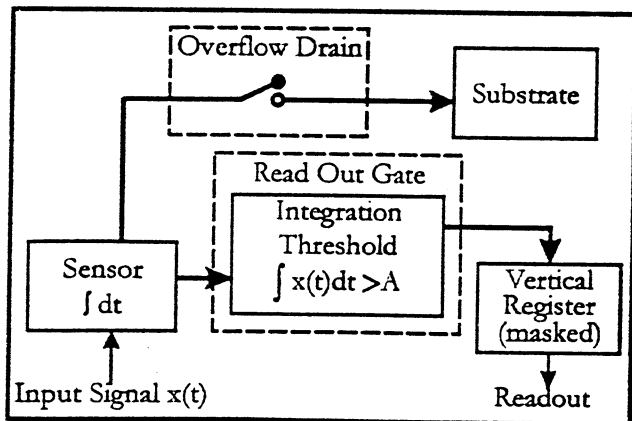 Overflow Drain
Substrate
Read Out Gate
Integration
Threshold
∫ x(t)dt >A
Sensor
∫ dt
Vertical
Register
(masked)
Input Signal x(t)
Readout